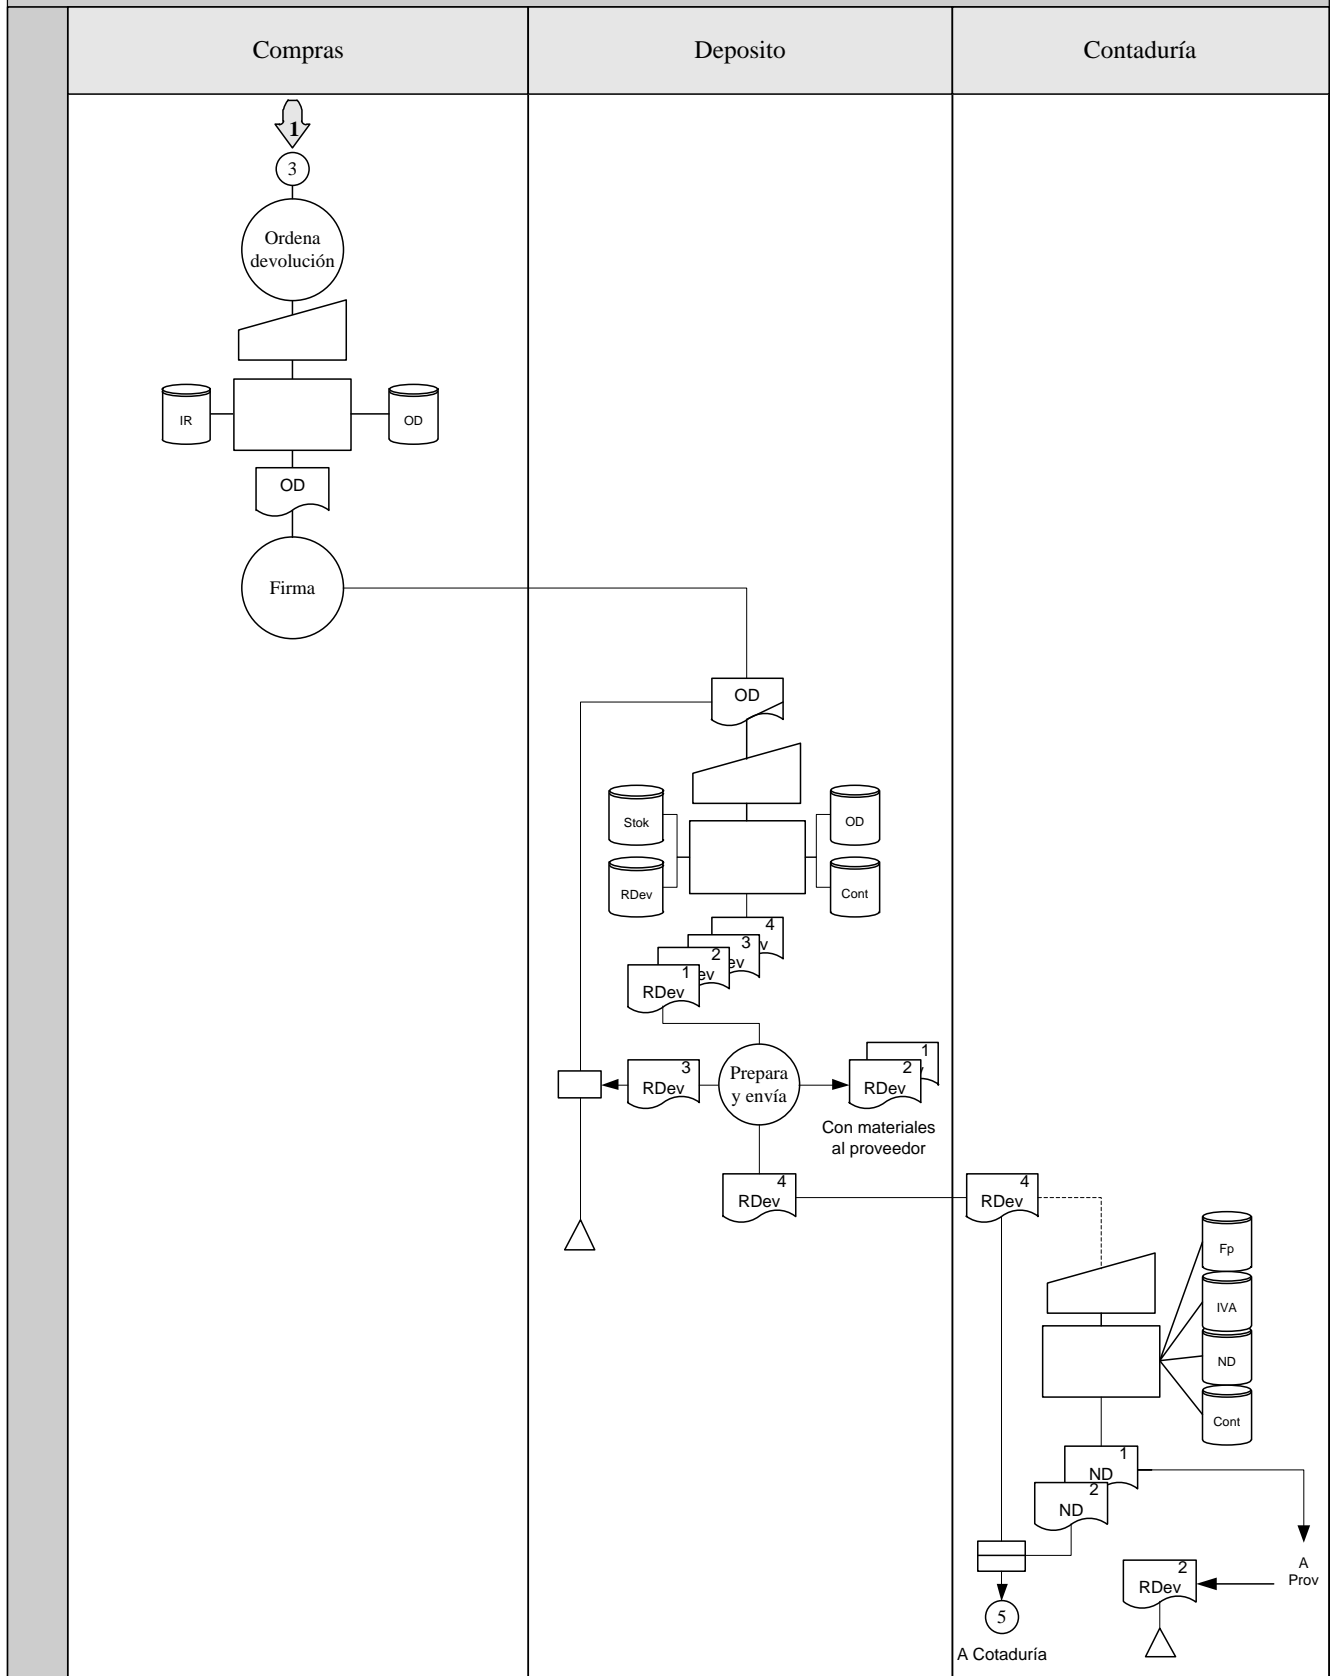 Compras
Deposito
Contaduría
1
3
Ordena
devolución
IR
OD
OD
Firma
OD
Stok
OD
RDev
Cont
4
v
3
ev
2
ev
1
RDev
3
RDev
Prepara
y envía
1
2
RDev
Con materiales
al proveedor
4
RDev
4
RDev
Fp
IVA
ND
Cont
1
ND
2
ND
A
Prov
2
RDev
5
A Cotaduría